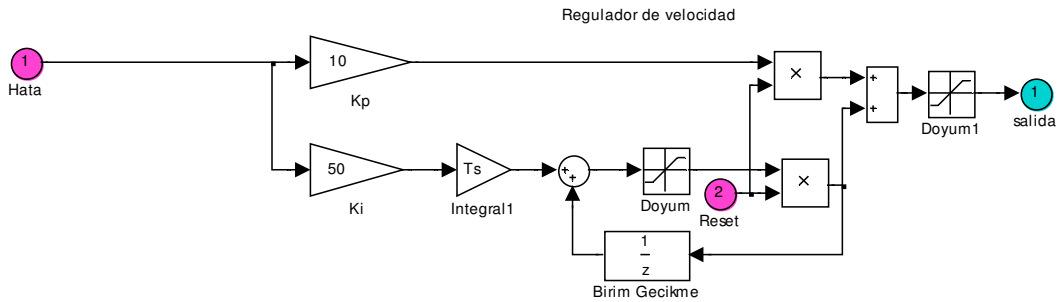 Regulador de velocidad
1
Hata
10
Kp
×
+
+
Doyum1
1
salida
50
Ki
Ts
Integral1
+
+
Doyum
2
Reset
×
1
z
Birim Gecikme